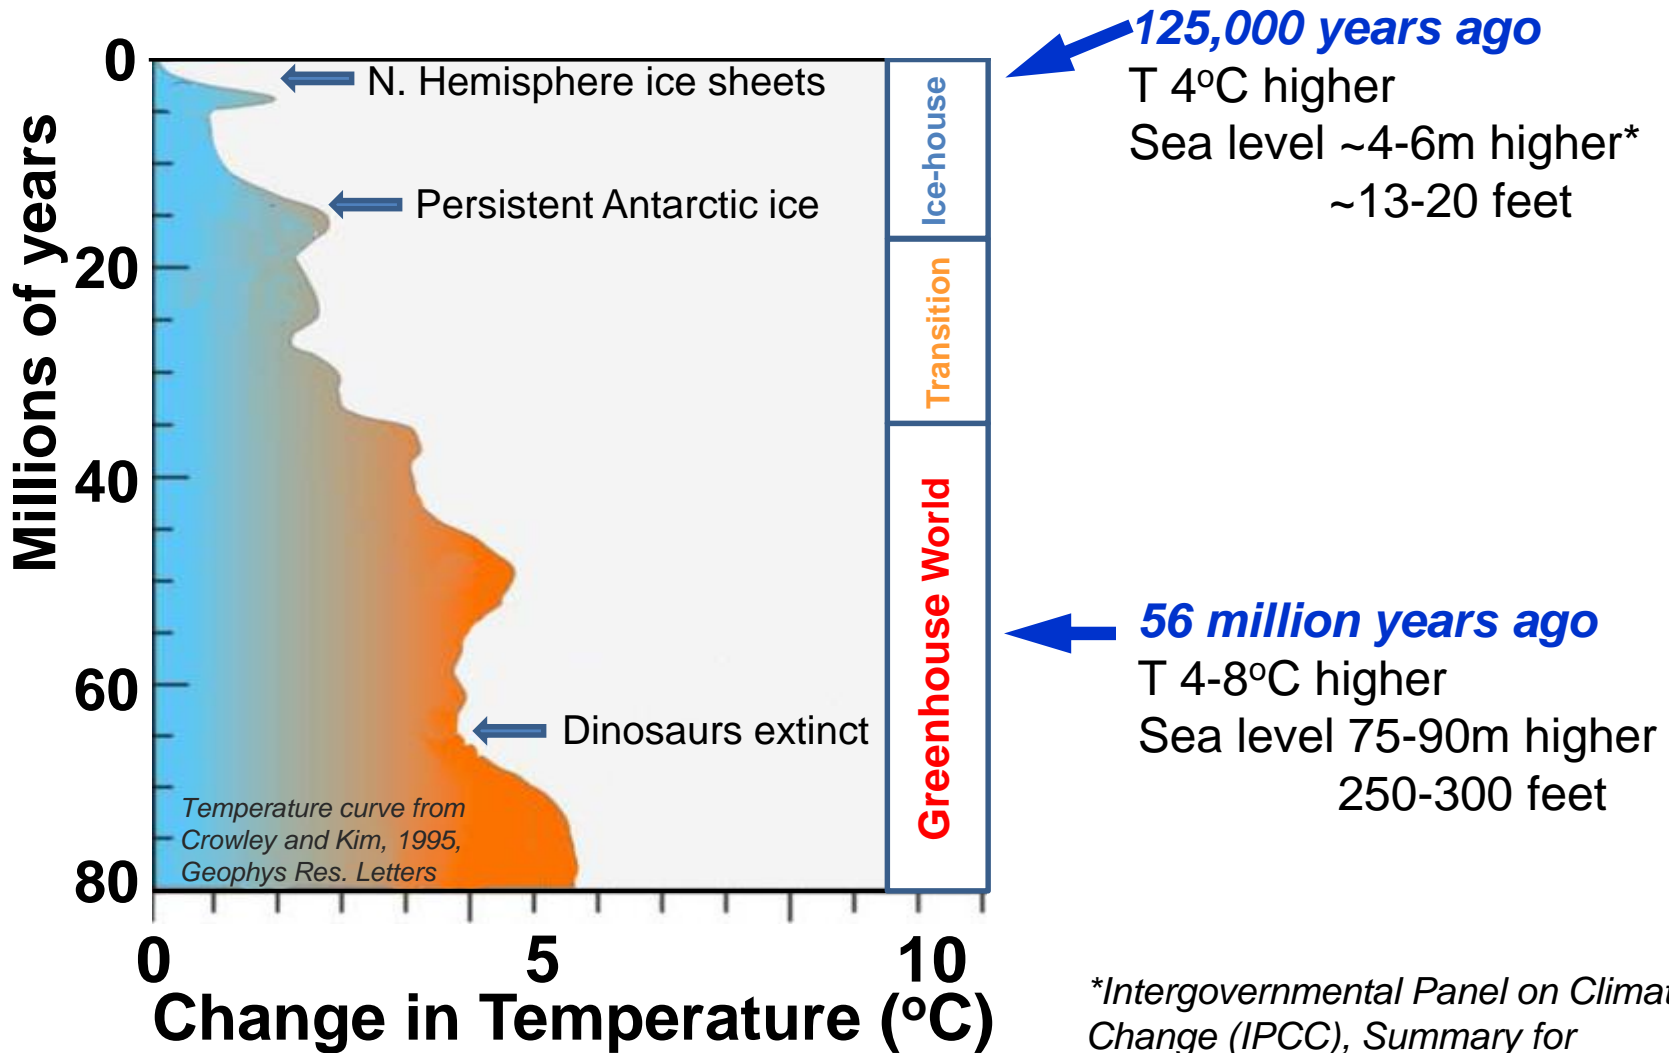 125,000 years ago
T 4°C higher
Sea level ~4-6m higher*
~13-20 feet
0
20
40
60
80
Millions of years
N. Hemisphere ice sheets
Persistent Antarctic ice
Dinosaurs extinct
Temperature curve from
Crowley and Kim, 1995,
Geophys Res. Letters
Ice-house
Transition
Greenhouse World
56 million years ago
T 4-8°C higher
Sea level 75-90m higher
250-300 feet
0 5 10
Change in Temperature (°C)
*Intergovernmental Panel on Climat
Change (IPCC), Summary for